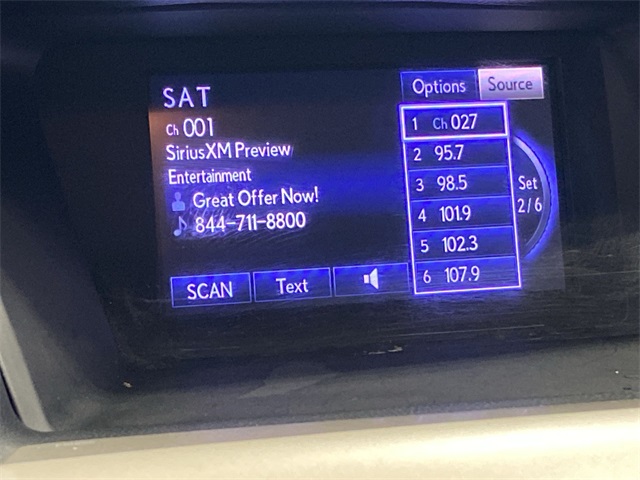 SAT
Ch 001
SiriusXM Preview
Entertainment
Great Offer Now!
844-711-8800
SCAN
Text
Options
Source
1 Ch 027
2 95.7
3 98.5
4 101.9
5 102.3
6 107.9
Set
2/6